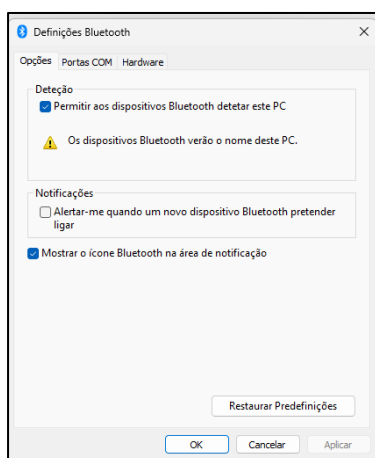 Definições Bluetooth
Opções Portas COM Hardware
Deteção
Permitir aos dispositivos Bluetooth detetar este PC
Os dispositivos Bluetooth verão o nome deste PC.
Notificações
Alertar-me quando um novo dispositivo Bluetooth pretender
ligar
Mostrar o ícone Bluetooth na área de notificação
Restaurar Predefinições
OK Cancelar Aplicar